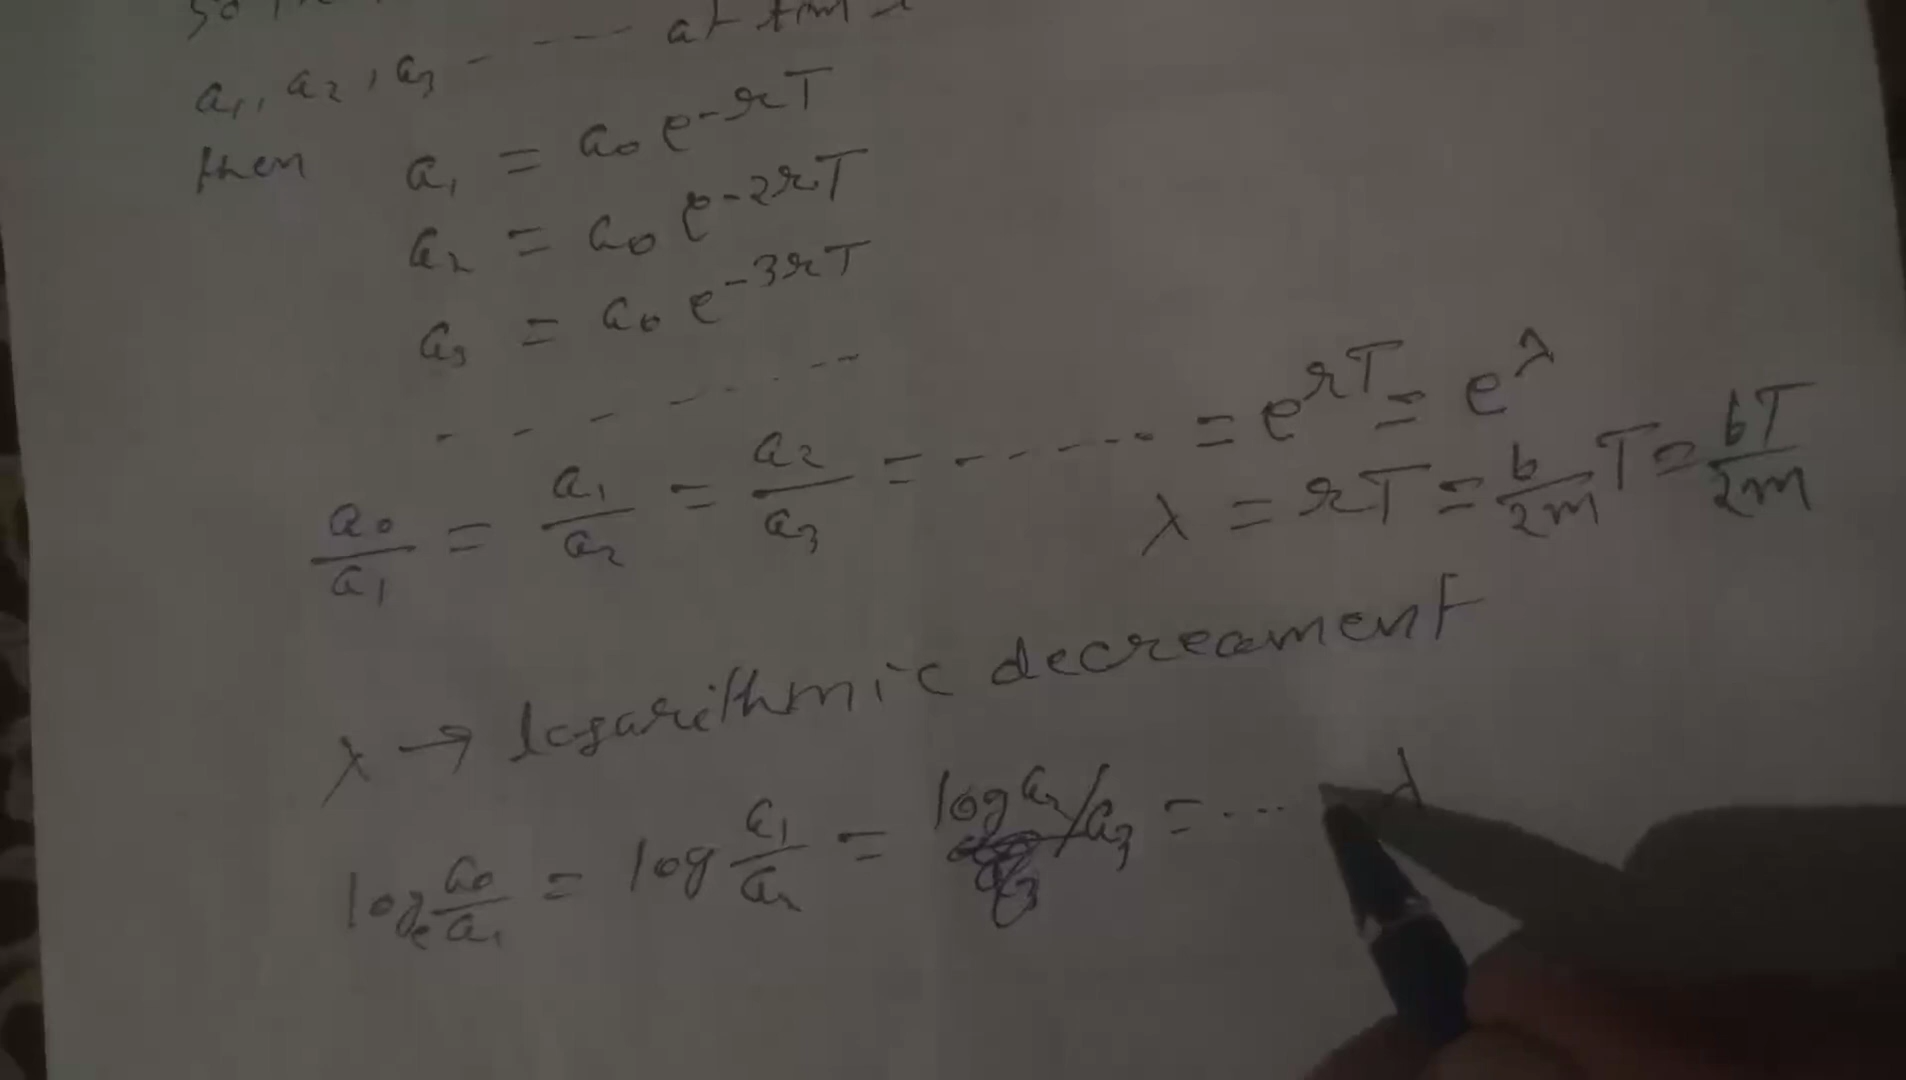 a₁, a₂, a₃ - - - - at
then a₁ = a₀ e^-rT
a₂ = a₀ e^-2rT
a₃ = a₀ e^-3rT
- - - - - - -
a₀/a₁ = a₁/a₂ = a₂/a₃ = - - - - - - = e^rT = e^λ
λ = rT = b/2m T = bT/2m
λ → logarithmic decreament
logₑ a₀/a₁ = log a₁/a₂ = log a₂/a₃ = ... λ